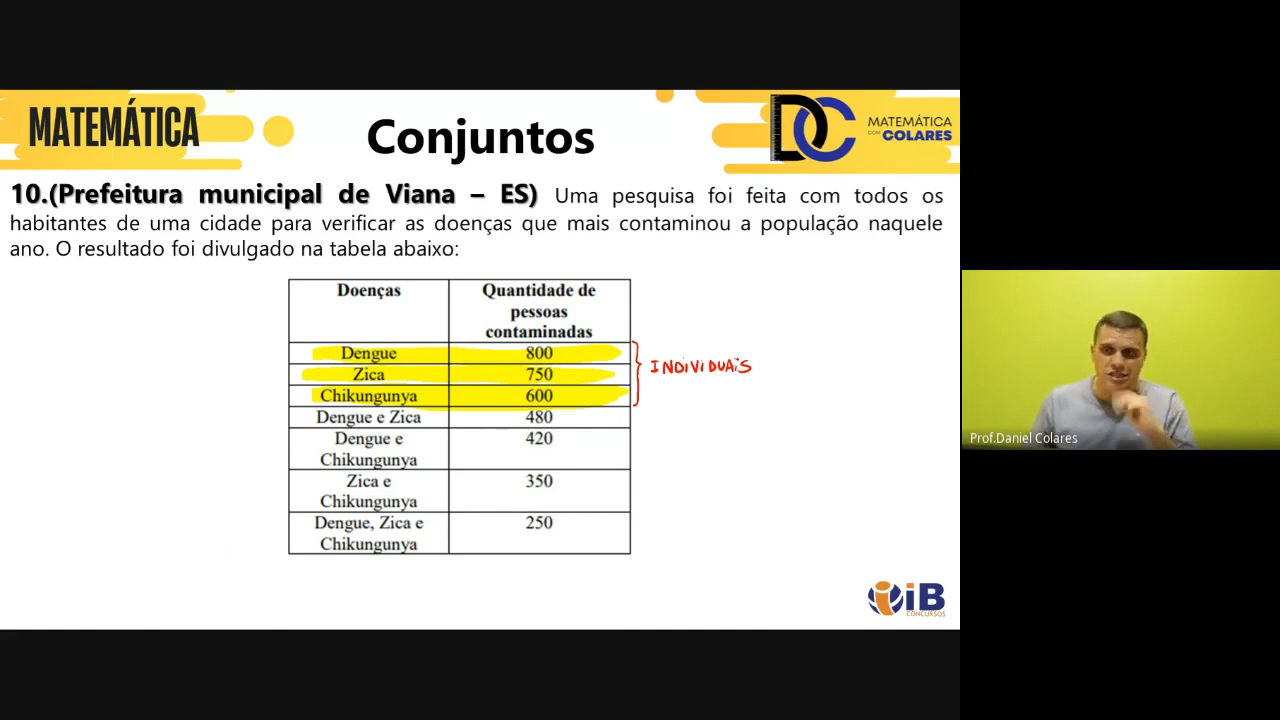 MATEMÁTICA
Conjuntos
DC
MATEMÁTICA
COM COLARES
10.(Prefeitura municipal de Viana – ES) Uma pesquisa foi feita com todos os
habitantes de uma cidade para verificar as doenças que mais contaminou a população naquele
ano. O resultado foi divulgado na tabela abaixo:
Doenças Quantidade de
pessoas
contaminadas
Dengue 800
Zica 750
Chikungunya 600
INDIVIDUAIS
Dengue e Zica 480
Dengue e 420
Chikungunya
Zica e 350
Chikungunya
Dengue, Zica e 250
Chikungunya
Prof.Daniel Colares
iB
CONCURSOS